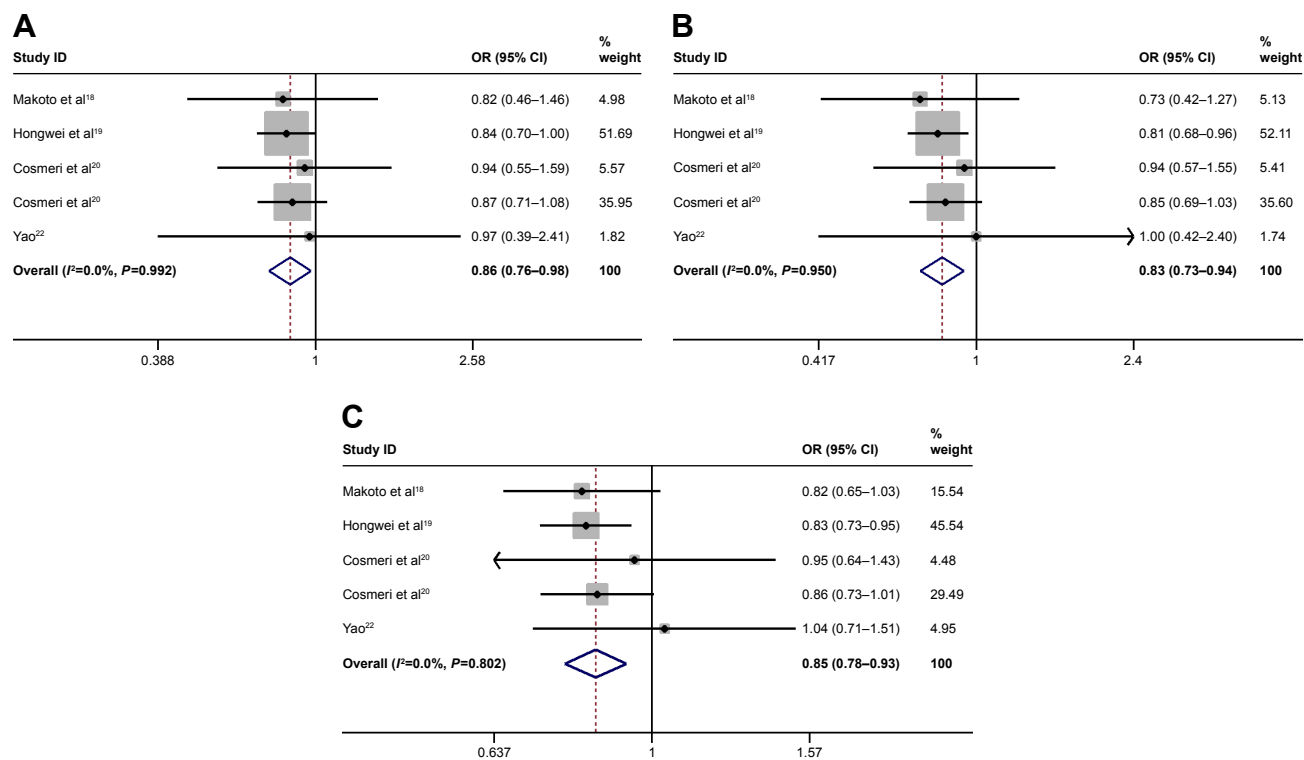 A
Study ID OR (95% CI) % weight
Makoto et al18 0.82 (0.46–1.46) 4.98
Hongwei et al19 0.84 (0.70–1.00) 51.69
Cosmeri et al20 0.94 (0.55–1.59) 5.57
Cosmeri et al20 0.87 (0.71–1.08) 35.95
Yao22 0.97 (0.39–2.41) 1.82
Overall (I2=0.0%, P=0.992) 0.86 (0.76–0.98) 100
0.388 1 2.58
B
Study ID OR (95% CI) % weight
Makoto et al18 0.73 (0.42–1.27) 5.13
Hongwei et al19 0.81 (0.68–0.96) 52.11
Cosmeri et al20 0.94 (0.57–1.55) 5.41
Cosmeri et al20 0.85 (0.69–1.03) 35.60
Yao22 1.00 (0.42–2.40) 1.74
Overall (I2=0.0%, P=0.950) 0.83 (0.73–0.94) 100
0.417 1 2.4
C
Study ID OR (95% CI) % weight
Makoto et al18 0.82 (0.65–1.03) 15.54
Hongwei et al19 0.83 (0.73–0.95) 45.54
Cosmeri et al20 0.95 (0.64–1.43) 4.48
Cosmeri et al20 0.86 (0.73–1.01) 29.49
Yao22 1.04 (0.71–1.51) 4.95
Overall (I2=0.0%, P=0.802) 0.85 (0.78–0.93) 100
0.637 1 1.57